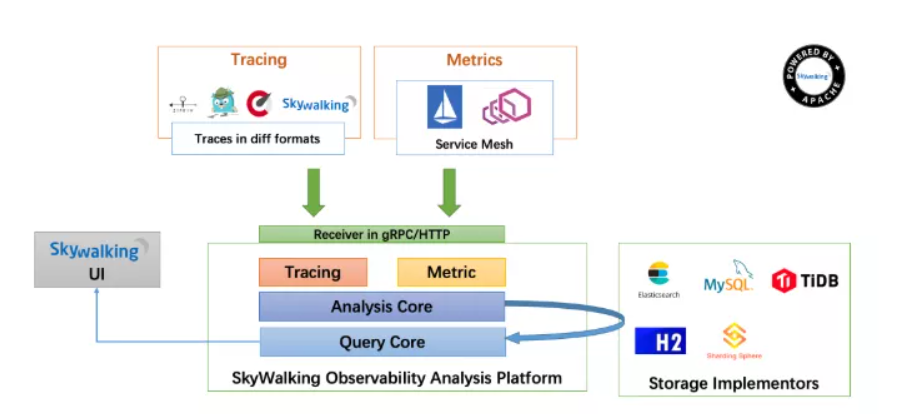 Tracing
Metrics
POWERED BY
Skywalking
APACHE
Skywalking
Traces in diff formats
Service Mesh
Receiver in gRPC/HTTP
Skywalking
UI
Tracing
Metric
Analysis Core
Query Core
SkyWalking Observability Analysis Platform
Elasticsearch
MySQL
TiDB
H2
Sharding Sphere
Storage Implementors